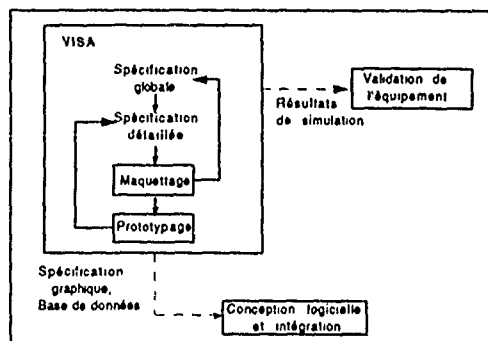 VISA
Spécification
globale
Spécification
détaillée
Maquettage
Prototypage
Résultats
de simulation
Validation de
l'équipement
Spécification
graphique,
Base de données
Conception logicielle
et intégration